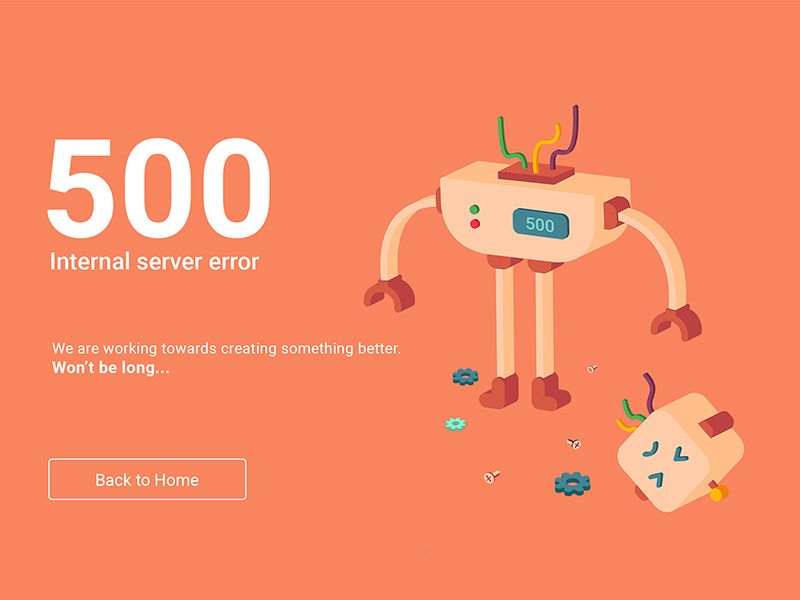 500
Internal server error
500
We are working towards creating something better.
Won't be long...
Back to Home